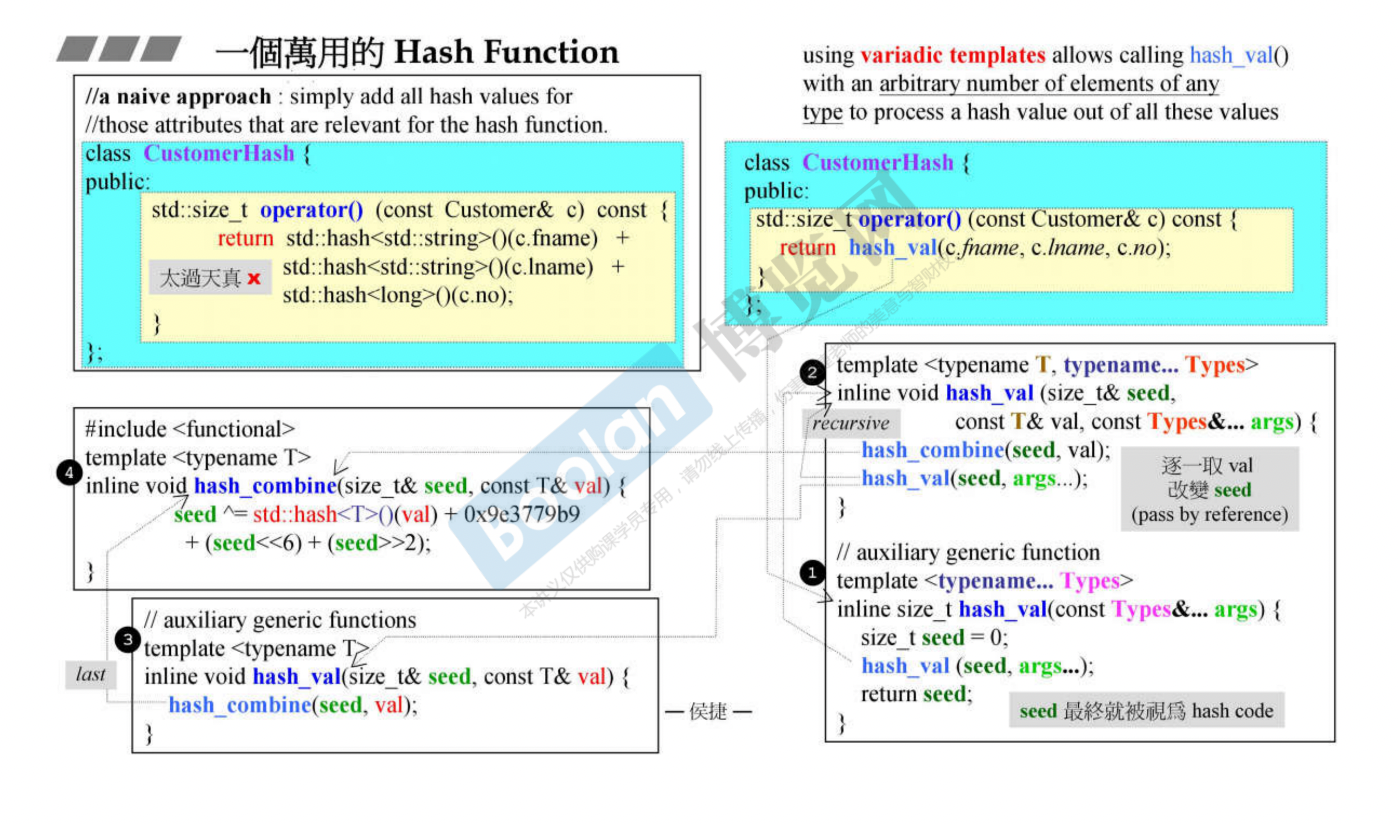 一個萬用的 Hash Function
//a naive approach : simply add all hash values for
//those attributes that are relevant for the hash function.
class CustomerHash {
public:
std::size_t operator() (const Customer& c) const {
return std::hash<std::string>()(c.fname) +
太過天真 x
std::hash<std::string>()(c.lname) +
std::hash<long>()(c.no);
}
};
using variadic templates allows calling hash_val()
with an arbitrary number of elements of any
type to process a hash value out of all these values
class CustomerHash {
public:
std::size_t operator() (const Customer& c) const {
return hash_val(c.fname, c.lname, c.no);
}
};
2
template <typename T, typename... Types>
inline void hash_val (size_t& seed,
recursive
const T& val, const Types&... args) {
hash_combine(seed, val);
hash_val(seed, args...);
}
逐一取 val
改變 seed
(pass by reference)
// auxiliary generic function
1
template <typename... Types>
inline size_t hash_val(const Types&... args) {
size_t seed = 0;
hash_val (seed, args...);
return seed;
}
seed 最終就被視爲 hash code
#include <functional>
4
template <typename T>
inline void hash_combine(size_t& seed, const T& val) {
seed ^= std::hash<T>()(val) + 0x9e3779b9
+ (seed<<6) + (seed>>2);
}
// auxiliary generic functions
3
template <typename T>
last
inline void hash_val(size_t& seed, const T& val) {
hash_combine(seed, val);
}
— 侯捷 —
boolan 博览网
本讲义仅供购课学员专用,请勿线上传播,